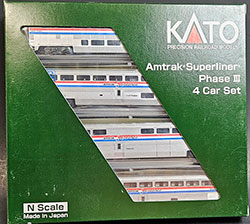 KATO
PRECISION RAILROAD MODELS
Amtrak·Superliner·
Phase III
4 Car Set
N Scale
Made in Japan